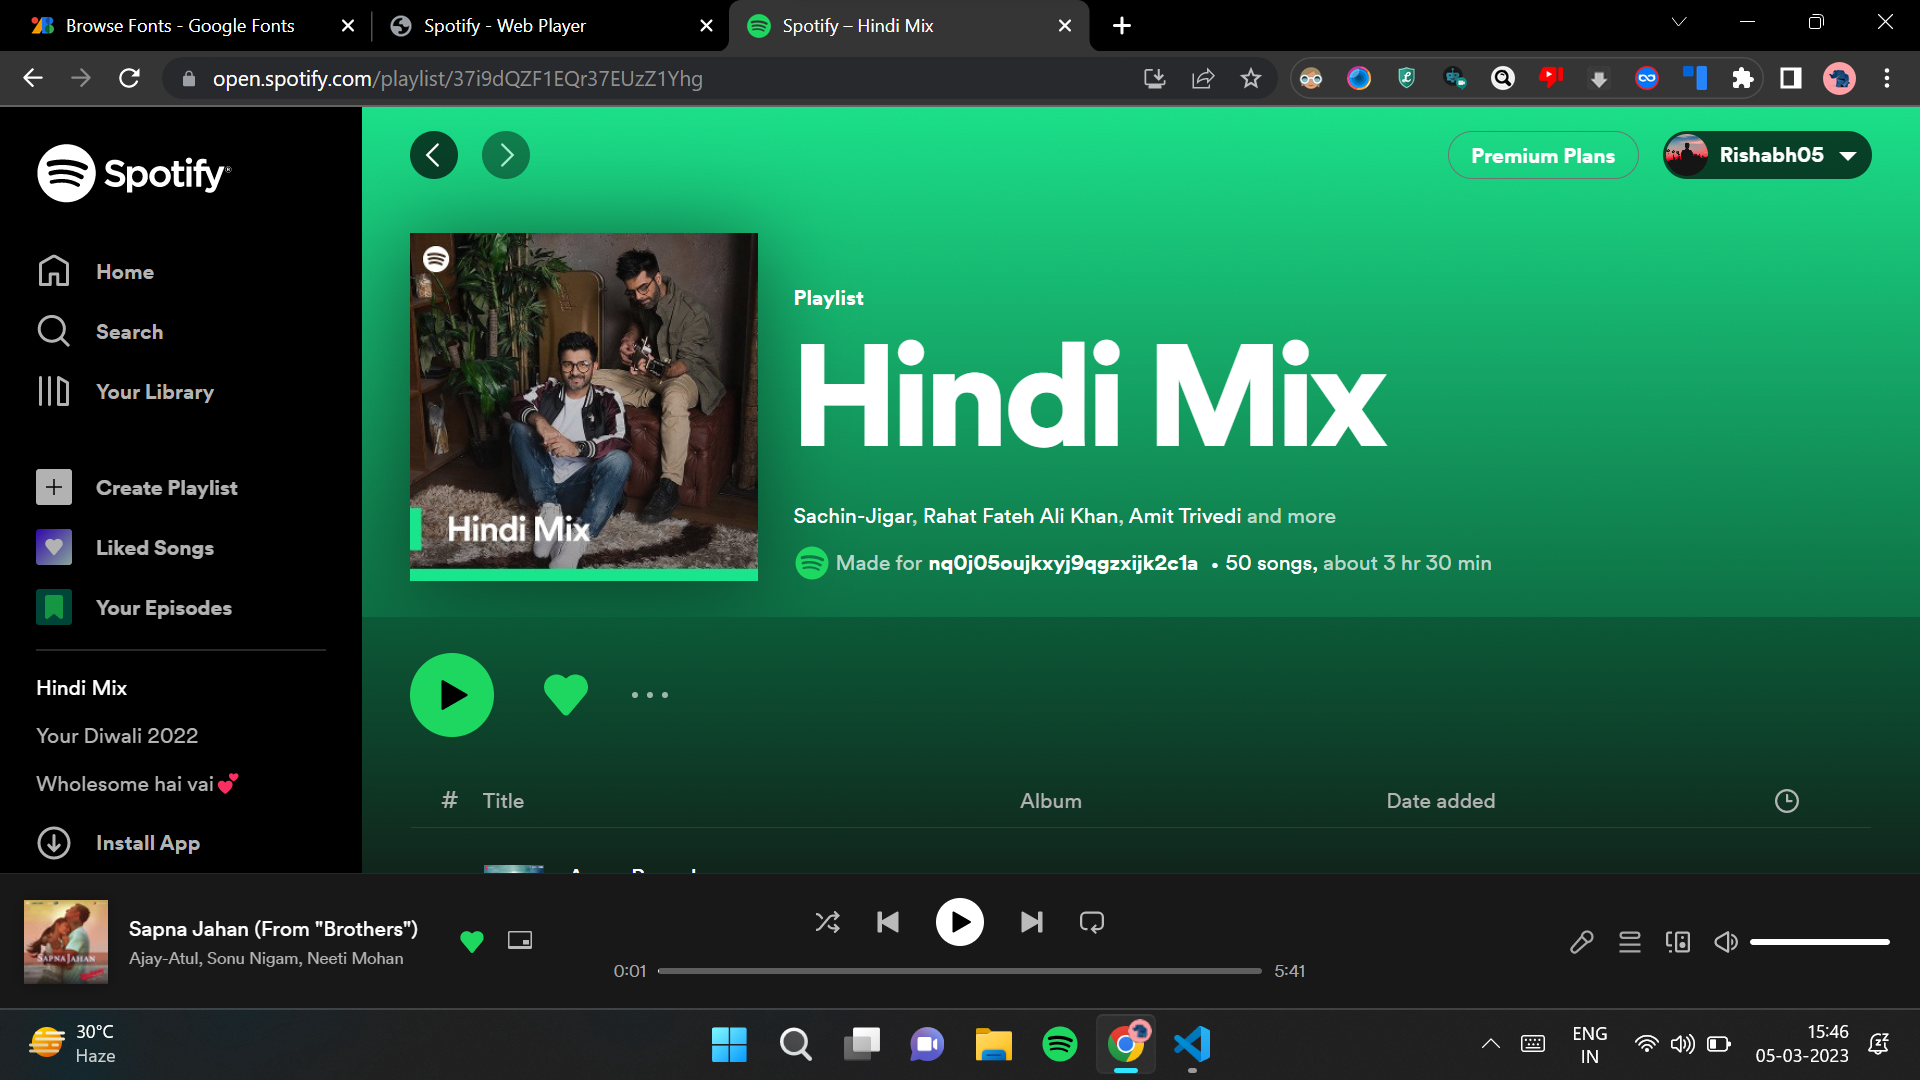 Browse Fonts - Google Fonts
Spotify - Web Player
Spotify – Hindi Mix
open.spotify.com/playlist/37i9dQZF1EQr37EUzZ1Yhg
Spotify
Premium Plans
Rishabh05
Home
Search
Your Library
Create Playlist
Liked Songs
Your Episodes
Hindi Mix
Your Diwali 2022
Wholesome hai vai💕
Install App
Hindi Mix
Playlist
Hindi Mix
Sachin-Jigar, Rahat Fateh Ali Khan, Amit Trivedi and more
Made for nq0j05oujkxyj9qgzxijk2c1a • 50 songs, about 3 hr 30 min
# Title Album Date added
SAPNA JAHAN
Sapna Jahan (From "Brothers")
Ajay-Atul, Sonu Nigam, Neeti Mohan
0:01
5:41
30°C
Haze
ENG
IN
15:46
05-03-2023